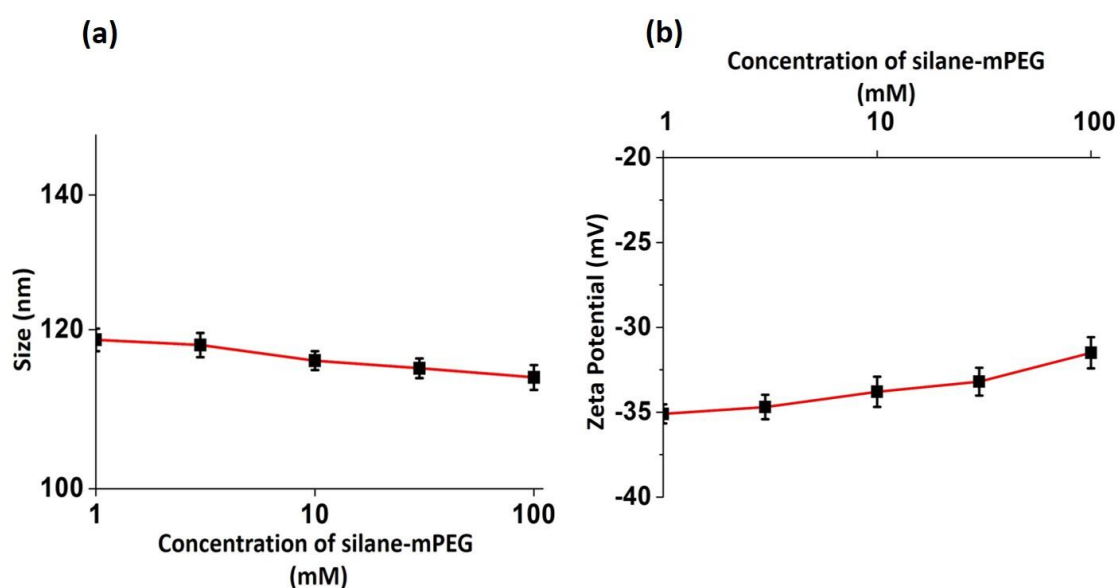 (a)
140
120
100
Size (nm)
1 10 100
Concentration of silane-mPEG
(mM)
(b)
Concentration of silane-mPEG
(mM)
1 10 100
-20
-25
-30
-35
-40
Zeta Potential (mV)